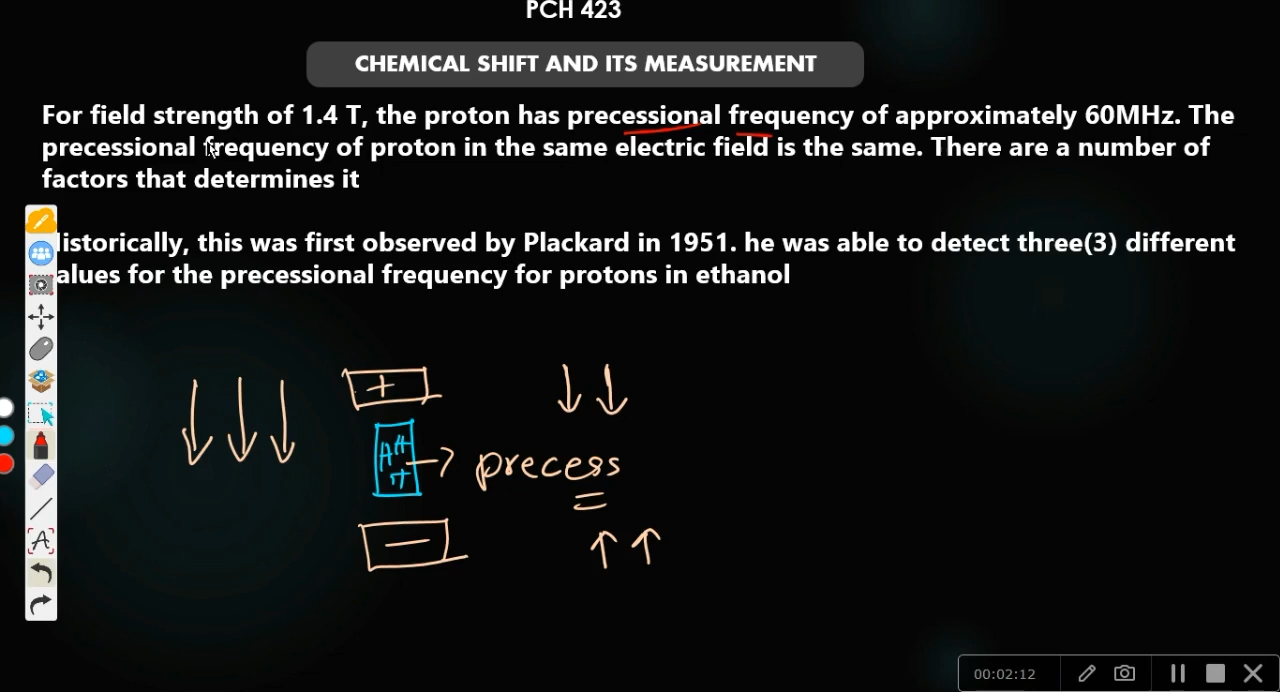 PCH 423
CHEMICAL SHIFT AND ITS MEASUREMENT
For field strength of 1.4 T, the proton has precessional frequency of approximately 60MHz. The
precessional frequency of proton in the same electric field is the same. There are a number of
factors that determines it
istorically, this was first observed by Plackard in 1951. he was able to detect three(3) different
alues for the precessional frequency for protons in ethanol
+
precess
−
00:02:12